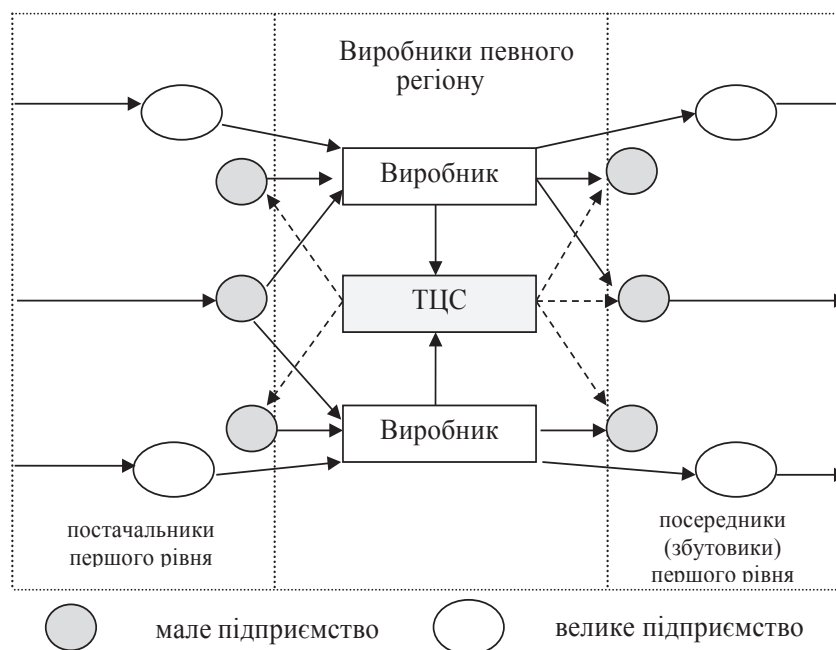 Виробники певного
регіону
Виробник
ТЦС
Виробник
постачальники
першого рівня
посередники
(збутовики)
першого рівня
мале підприємство
велике підприємство